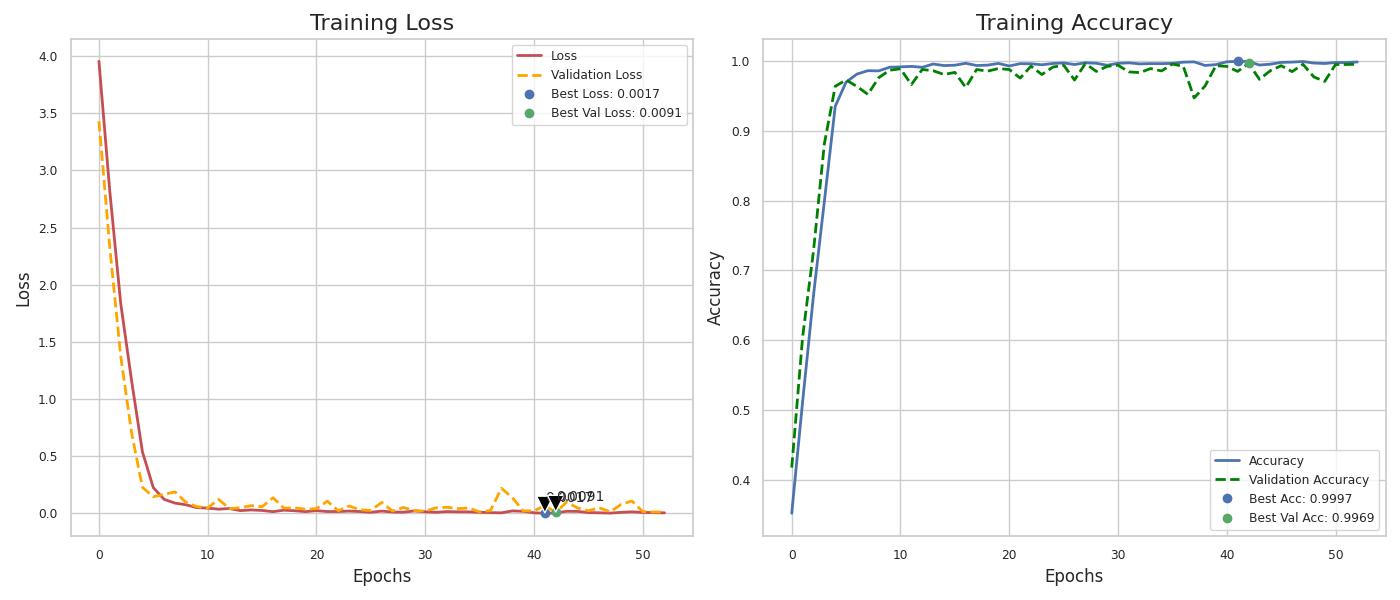 Training Loss
4.0
3.5
3.0
2.5
2.0
1.5
1.0
0.5
0.0
Loss
Loss
Validation Loss
Best Loss: 0.0017
Best Val Loss: 0.0091
0.0017
0.0091
0 10 20 30 40 50
Epochs
Training Accuracy
1.0
0.9
0.8
0.7
0.6
0.5
0.4
Accuracy
Accuracy
Validation Accuracy
Best Acc: 0.9997
Best Val Acc: 0.9969
0 10 20 30 40 50
Epochs